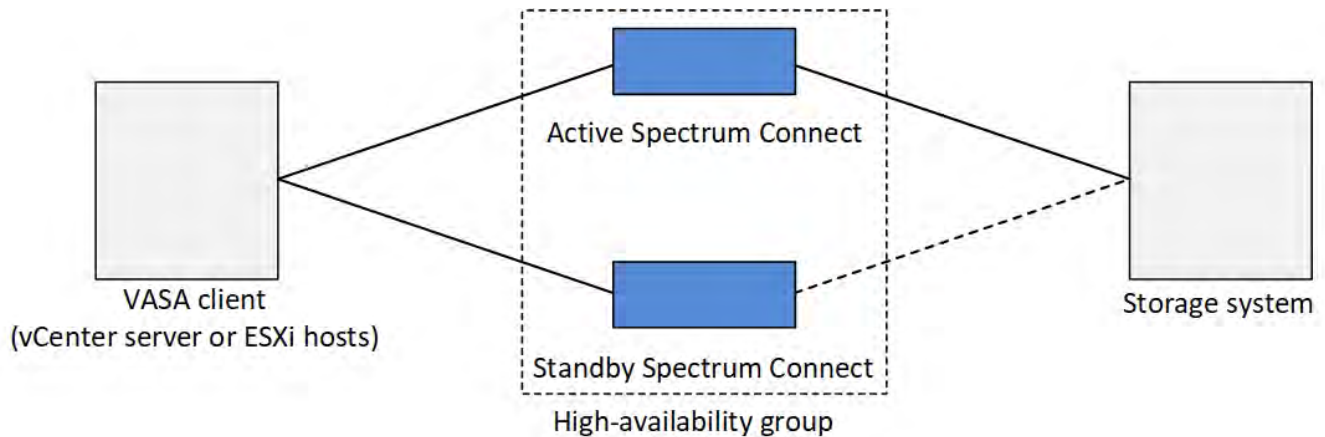 Active Spectrum Connect
VASA client
(vCenter server or ESXi hosts)
Storage system
Standby Spectrum Connect
High-availability group